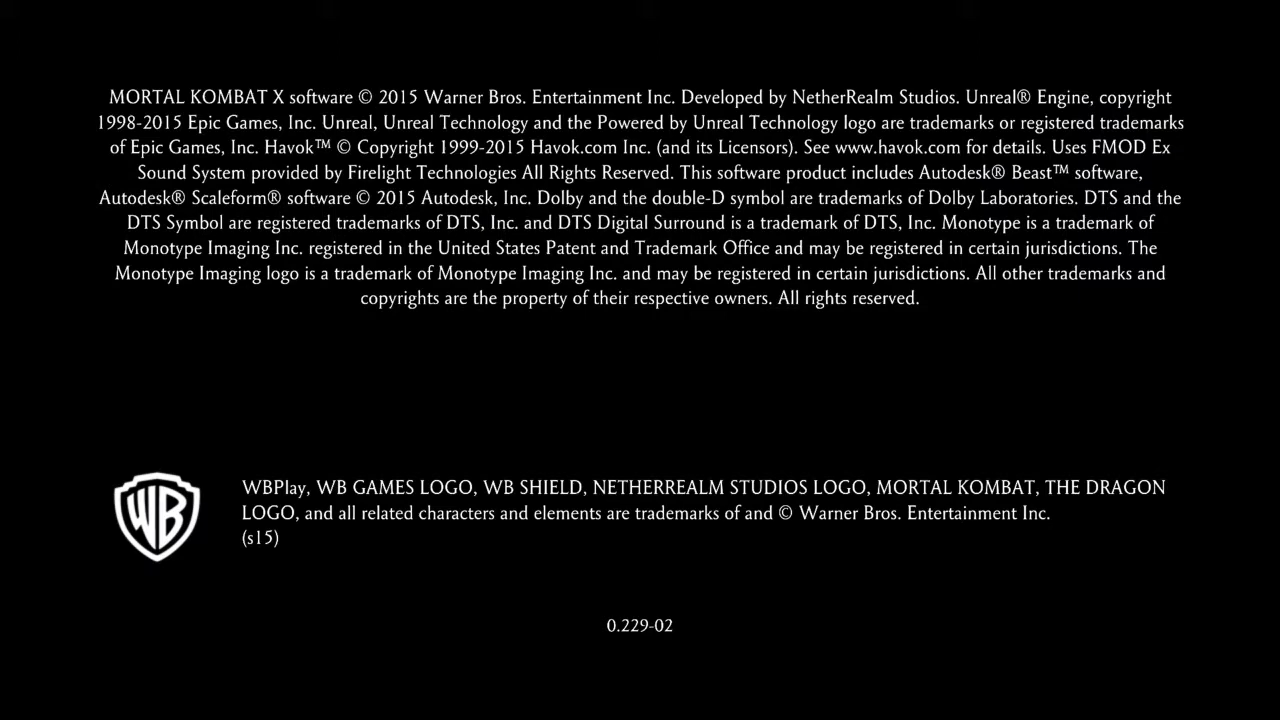 MORTAL KOMBAT X software © 2015 Warner Bros. Entertainment Inc. Developed by NetherRealm Studios. Unreal® Engine, copyright
1998-2015 Epic Games, Inc. Unreal, Unreal Technology and the Powered by Unreal Technology logo are trademarks or registered trademarks
of Epic Games, Inc. Havok™ © Copyright 1999-2015 Havok.com Inc. (and its Licensors). See www.havok.com for details. Uses FMOD Ex
Sound System provided by Firelight Technologies All Rights Reserved. This software product includes Autodesk® Beast™ software,
Autodesk® Scaleform® software © 2015 Autodesk, Inc. Dolby and the double-D symbol are trademarks of Dolby Laboratories. DTS and the
DTS Symbol are registered trademarks of DTS, Inc. and DTS Digital Surround is a trademark of DTS, Inc. Monotype is a trademark of
Monotype Imaging Inc. registered in the United States Patent and Trademark Office and may be registered in certain jurisdictions. The
Monotype Imaging logo is a trademark of Monotype Imaging Inc. and may be registered in certain jurisdictions. All other trademarks and
copyrights are the property of their respective owners. All rights reserved.
WB
WBPlay, WB GAMES LOGO, WB SHIELD, NETHERREALM STUDIOS LOGO, MORTAL KOMBAT, THE DRAGON
LOGO, and all related characters and elements are trademarks of and © Warner Bros. Entertainment Inc.
(s15)
0.229-02